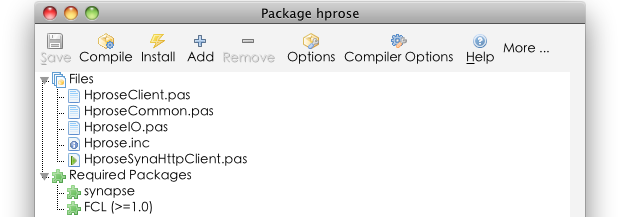 Package hprose
Save Compile Install Add Remove Options Compiler Options Help More ...
Files
HproseClient.pas
HproseCommon.pas
HproseIO.pas
Hprose.inc
HproseSynaHttpClient.pas
Required Packages
synapse
FCL (>=1.0)